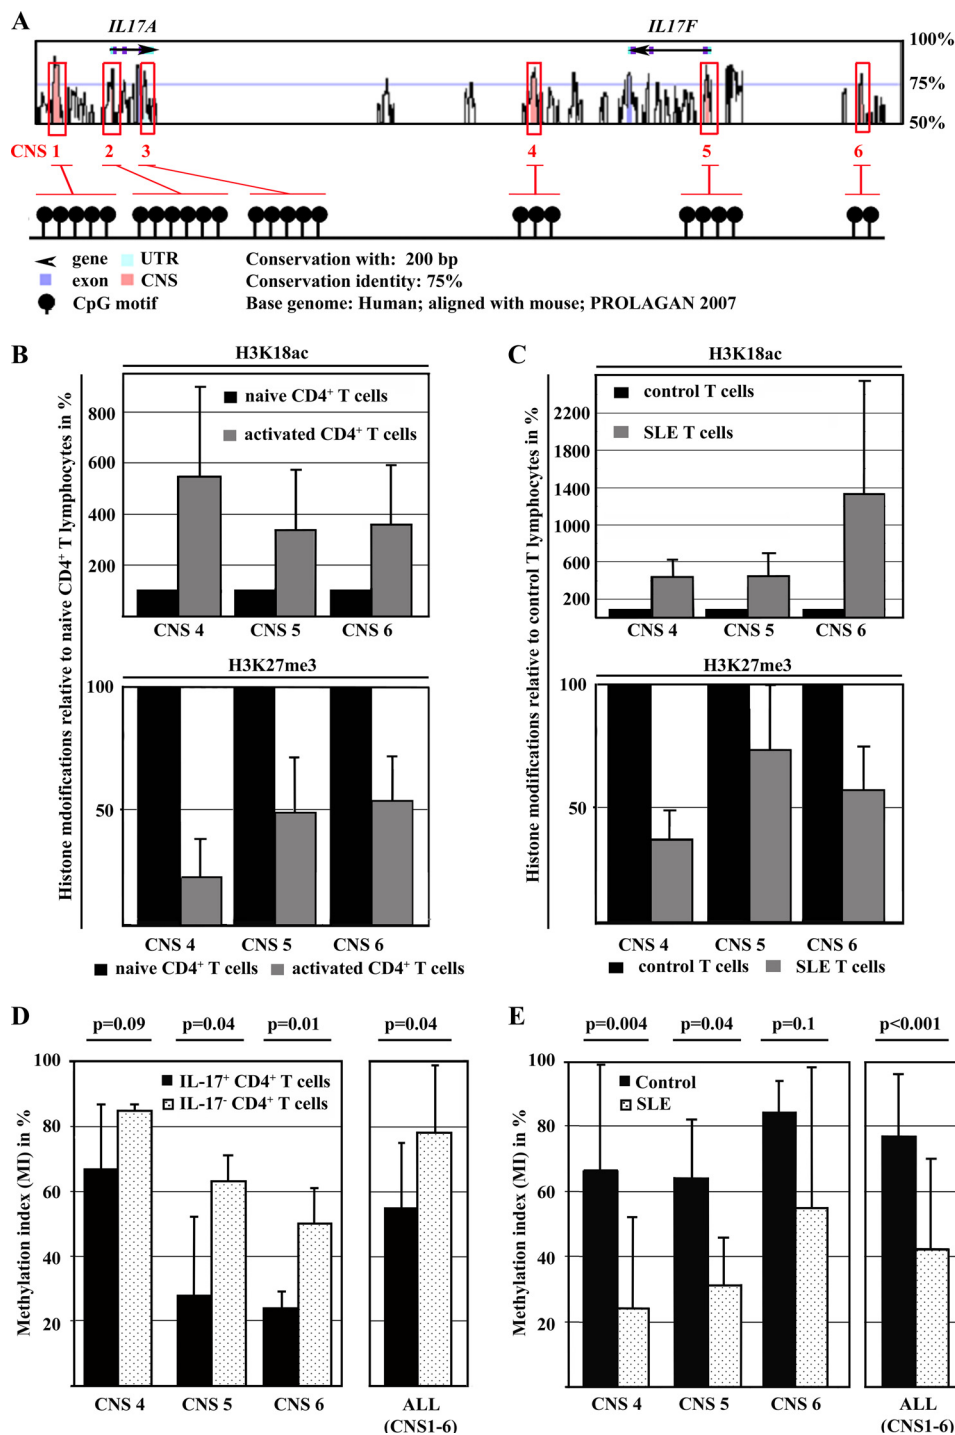 A
IL17A IL17F
100%
75%
50%
CNS 1 2 3 4 5 6
gene UTR Conservation with: 200 bp
exon CNS Conservation identity: 75%
CpG motif Base genome: Human; aligned with mouse; PROLAGAN 2007
B
Histone mdoifications relative to naive CD4+ T lymphocytes in %
H3K18ac
naive CD4+ T cells
activated CD4+ T cells
800
600
400
200
CNS 4 CNS 5 CNS 6
H3K27me3
100
50
CNS 4 CNS 5 CNS 6
naive CD4+ T cells activated CD4+ T cells
C
Histone modifications relative to control T lymphocytes in %
H3K18ac
control T cells
SLE T cells
2200
1800
1400
1000
600
200
CNS 4 CNS 5 CNS 6
H3K27me3
100
50
CNS 4 CNS 5 CNS 6
control T cells SLE T cells
D
p=0.09 p=0.04 p=0.01 p=0.04
Methylation index (MI) in %
100
80
60
40
20
IL-17+ CD4+ T cells
IL-17- CD4+ T cells
CNS 4 CNS 5 CNS 6 ALL
(CNS1-6)
E
p=0.004 p=0.04 p=0.1 p<0.001
Methylation index (MI) in %
100
80
60
40
20
Control
SLE
CNS 4 CNS 5 CNS 6 ALL
(CNS1-6)